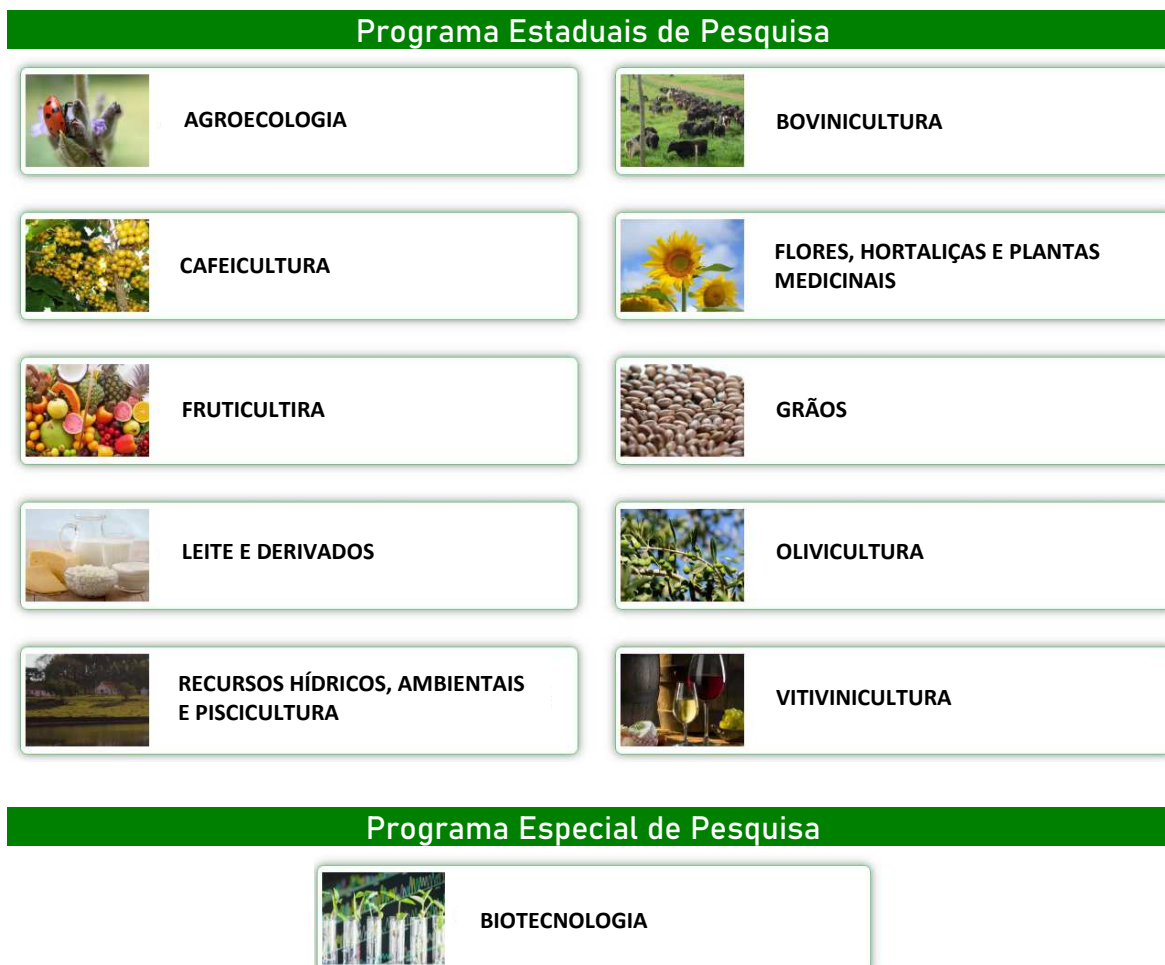 Programa Estaduais de Pesquisa
AGROECOLOGIA
BOVINICULTURA
CAFEICULTURA
FLORES, HORTALIÇAS E PLANTAS
MEDICINAIS
FRUTICULTIRA
GRÃOS
LEITE E DERIVADOS
OLIVICULTURA
RECURSOS HÍDRICOS, AMBIENTAIS
E PISCICULTURA
VITIVINICULTURA
Programa Especial de Pesquisa
BIOTECNOLOGIA